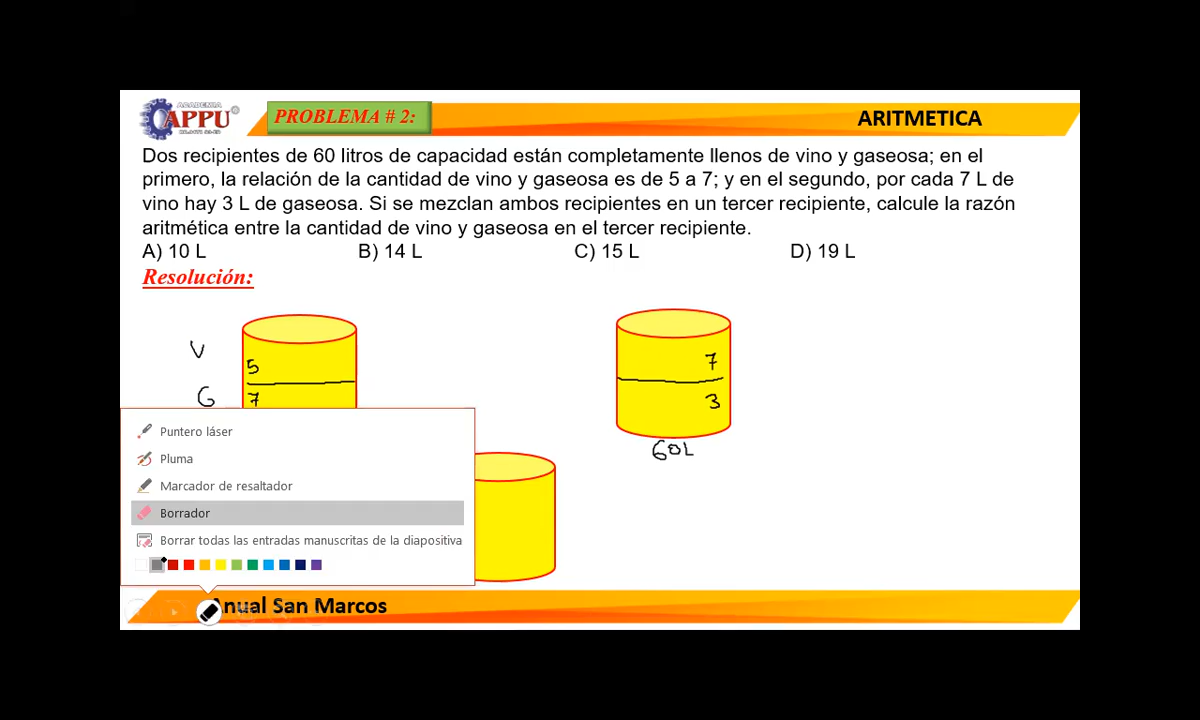 ACADEMIA
APPU
PROBLEMA # 2:
ARITMETICA
Dos recipientes de 60 litros de capacidad están completamente llenos de vino y gaseosa; en el
primero, la relación de la cantidad de vino y gaseosa es de 5 a 7; y en el segundo, por cada 7 L de
vino hay 3 L de gaseosa. Si se mezclan ambos recipientes en un tercer recipiente, calcule la razón
aritmética entre la cantidad de vino y gaseosa en el tercer recipiente.
A) 10 L B) 14 L C) 15 L D) 19 L
Resolución:
V 5 7
G 7 3
60L
Puntero láser
Pluma
Marcador de resaltador
Borrador
Borrar todas las entradas manuscritas de la diapositiva
Anual San Marcos